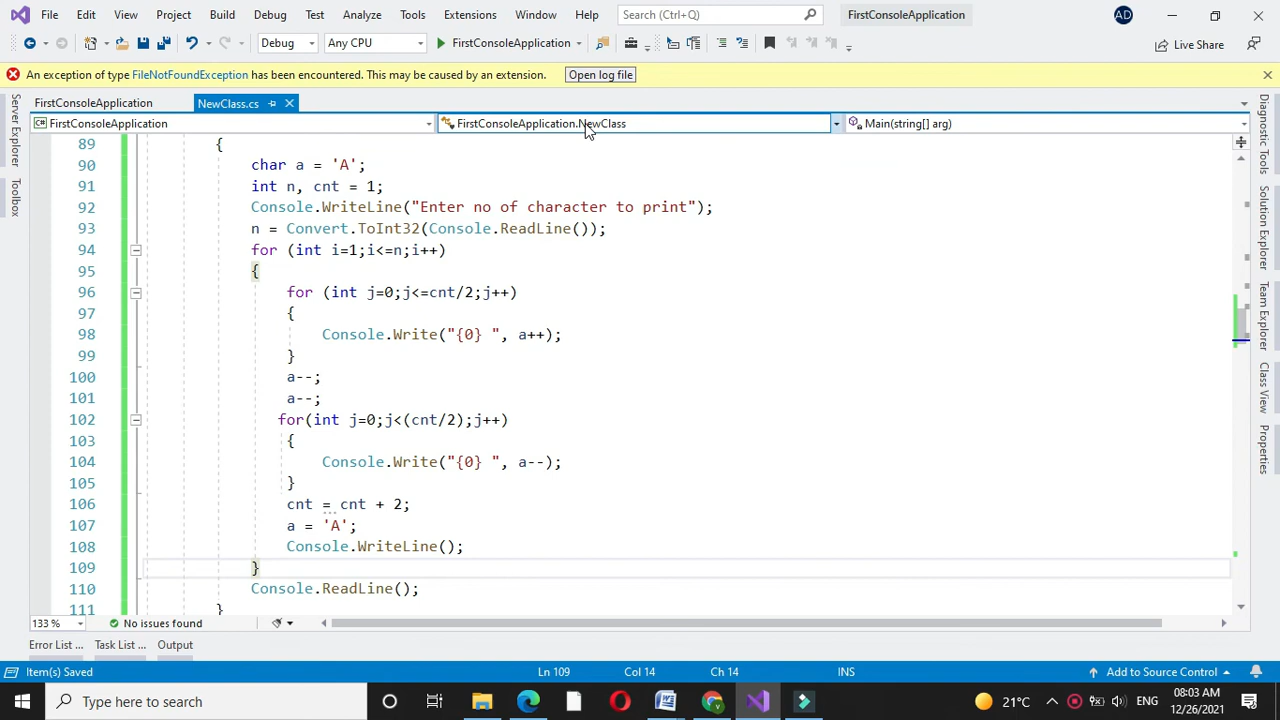 File Edit View Project Build Debug Test Analyze Tools Extensions Window Help Search (Ctrl+Q) FirstConsoleApplication AD
Debug Any CPU FirstConsoleApplication Live Share
An exception of type FileNotFoundException has been encountered. This may be caused by an extension. Open log file
FirstConsoleApplication NewClass.cs
C# FirstConsoleApplication FirstConsoleApplication.NewClass Main(string[] arg)
Server Explorer
Toolbox
89 {
90 char a = 'A';
91 int n, cnt = 1;
92 Console.WriteLine("Enter no of character to print");
93 n = Convert.ToInt32(Console.ReadLine());
94 for (int i=1;i<=n;i++)
95 {
96 for (int j=0;j<=cnt/2;j++)
97 {
98 Console.Write("{0} ", a++);
99 }
100 a--;
101 a--;
102 for(int j=0;j<(cnt/2);j++)
103 {
104 Console.Write("{0} ", a--);
105 }
106 cnt = cnt + 2;
107 a = 'A';
108 Console.WriteLine();
109 }
110 Console.ReadLine();
111 }
Diagnostic Tools
Solution Explorer
Team Explorer
Class View
Properties
133 % No issues found
Error List ... Task List ... Output
Item(s) Saved Ln 109 Col 14 Ch 14 INS Add to Source Control
Type here to search 21°C ENG 08:03 AM
12/26/2021